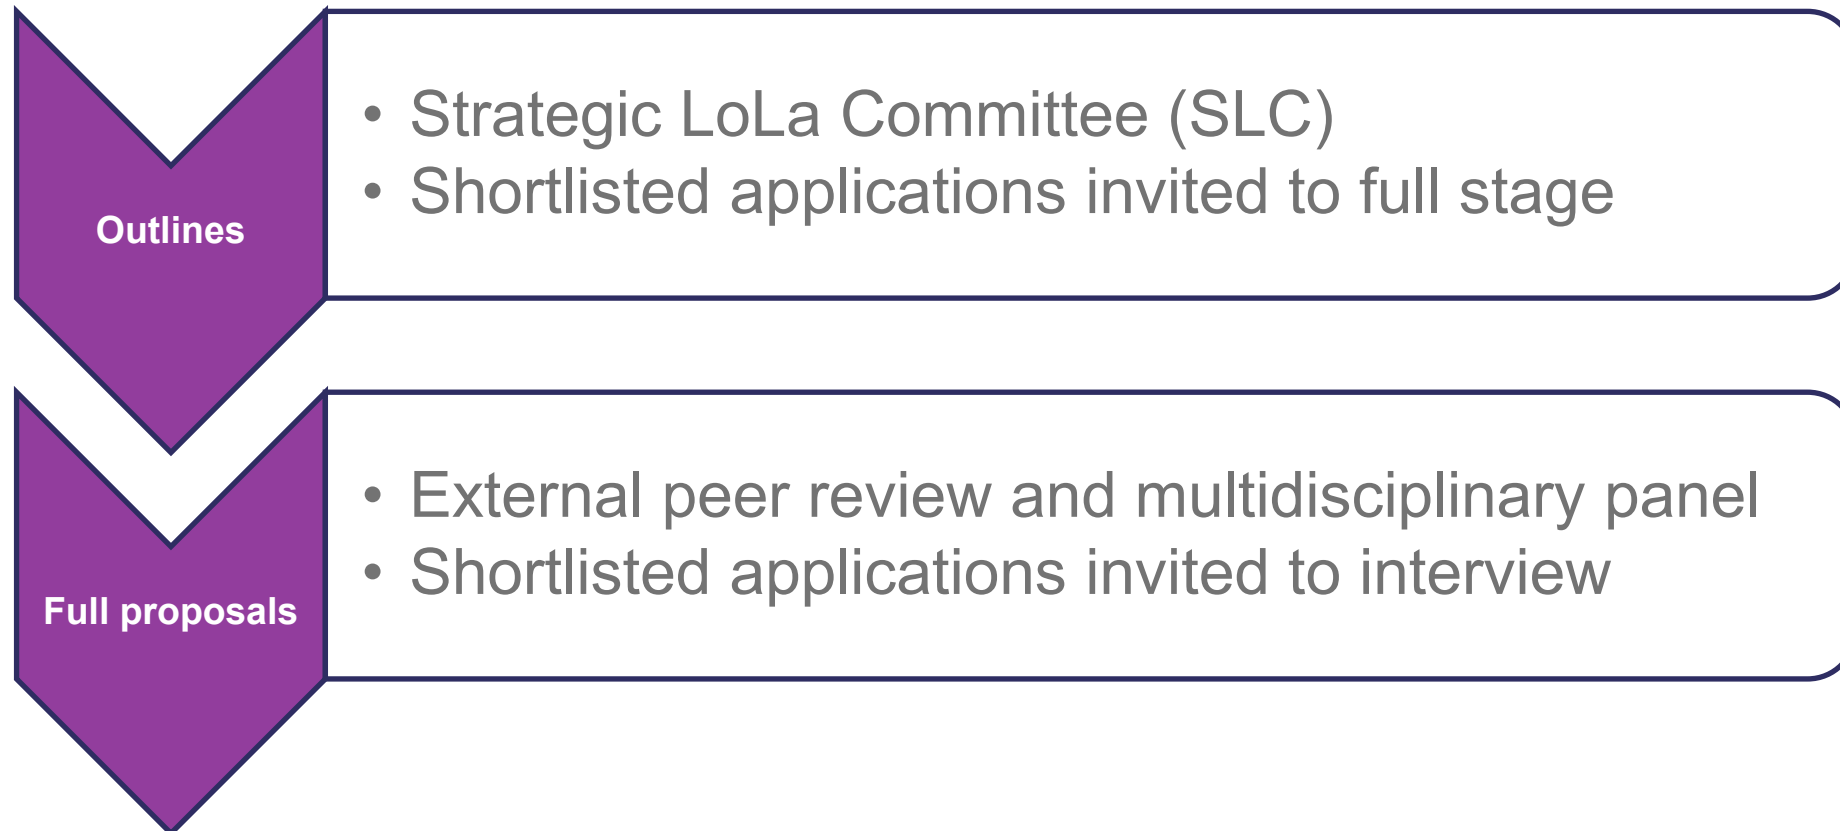 Outlines
• Strategic LoLa Committee (SLC)
• Shortlisted applications invited to full stage
Full proposals
• External peer review and multidisciplinary panel
• Shortlisted applications invited to interview